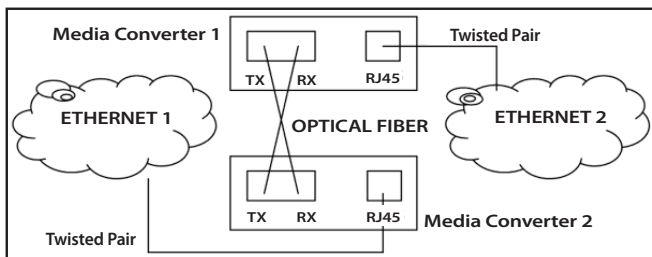 Media Converter 1
Twisted Pair
TX RX RJ45
ETHERNET 1
OPTICAL FIBER
ETHERNET 2
TX RX RJ45
Media Converter 2
Twisted Pair